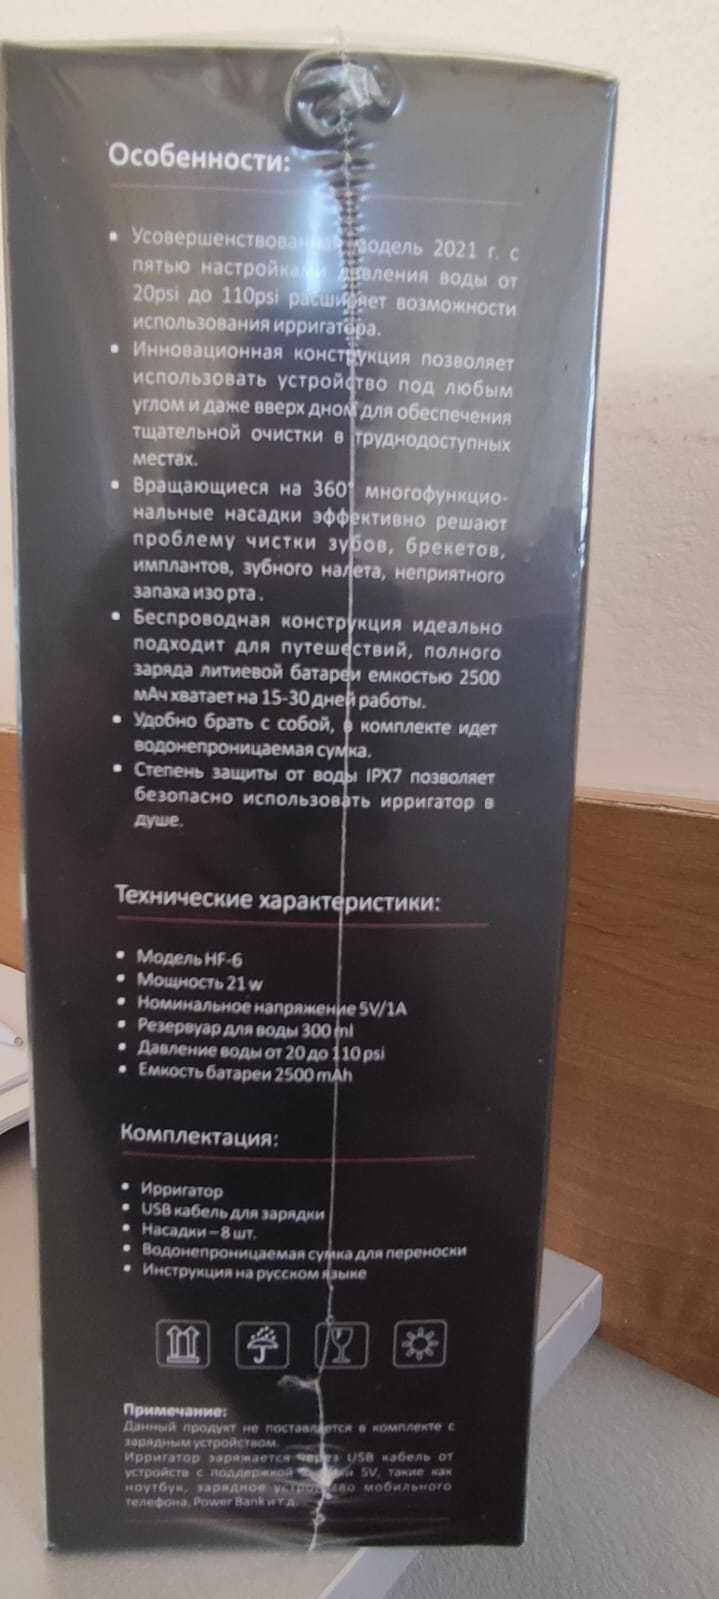 Особенности:
Усовершенствованная модель 2021 г. с
пятью настройками давления воды от
20psi до 110psi расширяет возможности
использования ирригатора.
Инновационная конструкция позволяет
использовать устройство под любым
углом и даже вверх дном для обеспечения
тщательной очистки в труднодоступных
местах.
Вращающиеся на 360° многофункцио-
нальные насадки эффективно решают
проблему чистки зубов, брекетов,
имплантов, зубного налета, неприятного
запаха изо рта.
Беспроводная конструкция идеально
подходит для путешествий, полного
заряда литиевой батареи емкостью 2500
мАч хватает на 15-30 дней работы.
Удобно брать с собой, в комплекте идет
водонепроницаемая сумка.
Степень защиты от воды IPX7 позволяет
безопасно использовать ирригатор в
душе.
Технические характеристики:
Модель HF-6
Мощность 21 w
Номинальное напряжение 5V/1A
Резервуар для воды 300 ml
Давление воды от 20 до 110 psi
Емкость батареи 2500 mAh
Комплектация:
Ирригатор
USB кабель для зарядки
Насадки – 8 шт.
Водонепроницаемая сумка для переноски
Инструкция на русском языке
Примечание:
Данный продукт не поставляется в комплекте с
зарядным устройством.
Ирригатор заряжается через USB кабель от
устройств с поддержкой 5V, такие как
ноутбук, зарядное устройство мобильного
телефона, Power Bank и т.д.